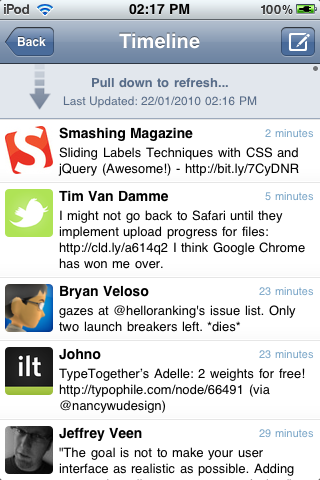 iPod 02:17 PM 100%
Back Timeline
Pull down to refresh...
Last Updated: 22/01/2010 02:16 PM
Smashing Magazine 2 minutes
Sliding Labels Techniques with CSS and
jQuery (Awesome!) - http://bit.ly/7CyDNR
Tim Van Damme 5 minutes
I might not go back to Safari until they
implement upload progress for files:
http://cld.ly/a614q2 I think Google Chrome
has won me over.
Bryan Veloso 23 minutes
gazes at @helloranking's issue list. Only
two launch breakers left. *dies*
ilt
Johno 23 minutes
TypeTogether's Adelle: 2 weights for free!
http://typophile.com/node/66491 (via
@nancywudesign)
Jeffrey Veen 29 minutes
"The goal is not to make your user
interface as realistic as possible. Adding